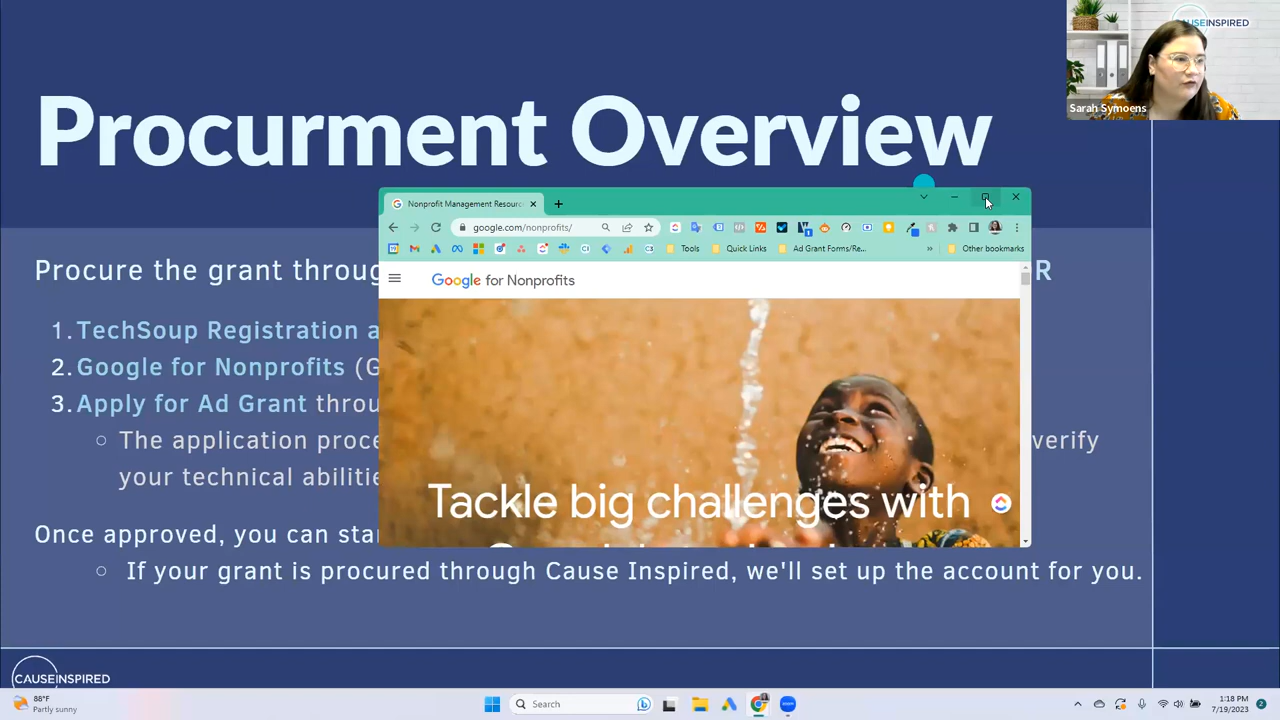 CAUSEINSPIRED
Sarah Symoens
Procurment Overview
Nonprofit Management Resourc
google.com/nonprofits/
Tools
Quick Links
Ad Grant Forms/Re...
»
Other bookmarks
Google for Nonprofits
Tackle big challenges with
Procure the grant throug
R
1. TechSoup Registration a
2. Google for Nonprofits (G
3. Apply for Ad Grant throu
The application proce
verify
your technical abilitie
Once approved, you can star
If your grant is procured through Cause Inspired, we'll set up the account for you.
CAUSEINSPIRED
88°F
Partly sunny
Search
1:18 PM
7/19/2023
2